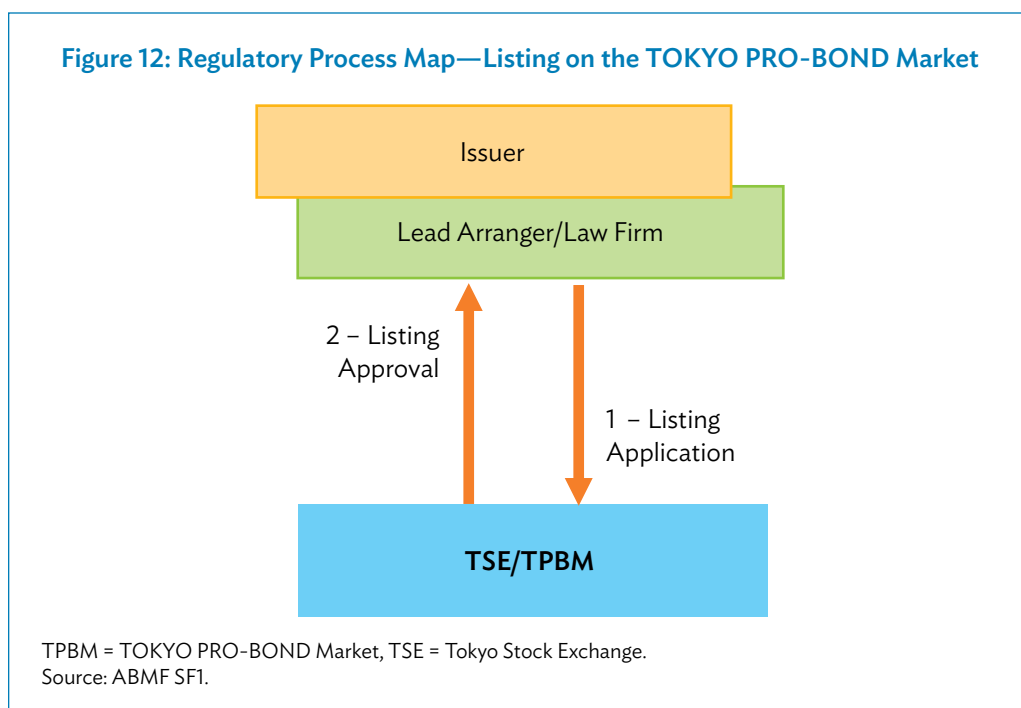 Figure 12: Regulatory Process Map—Listing on the TOKYO PRO-BOND Market
Issuer
Lead Arranger/Law Firm
2 – Listing
Approval
1 – Listing
Application
TSE/TPBM
TPBM = TOKYO PRO-BOND Market, TSE = Tokyo Stock Exchange.
Source: ABMF SF1.